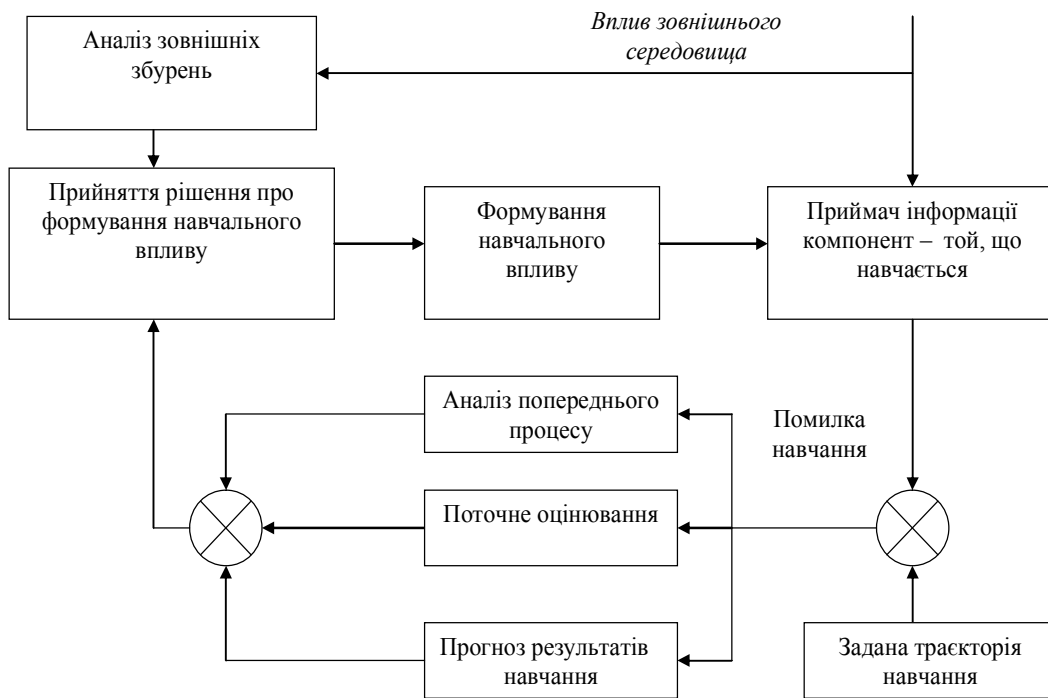 Вплив зовнішнього
середовища
Аналіз зовнішніх
збурень
Прийняття рішення про
формування навчального
впливу
Формування
навчального
впливу
Приймач інформації
компонент – той, що
навчається
Аналіз попереднього
процесу
Помилка
навчання
Поточне оцінювання
Прогноз результатів
навчання
Задана траєкторія
навчання